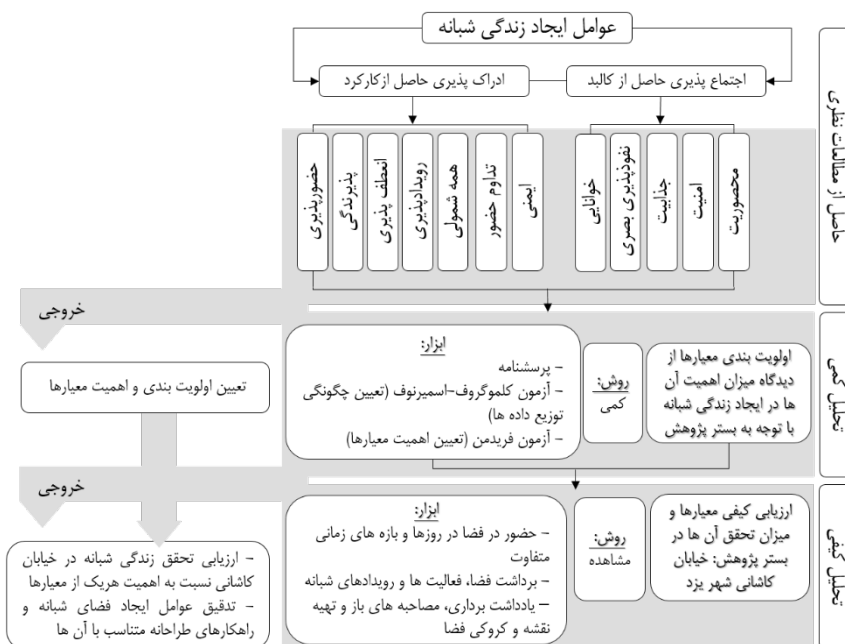 عوامل ایجاد زندگی شبانه
اجتماع پذیری حاصل از کالبد
ادراک پذیری حاصل ازکارکرد
حاصل از مطالعات نظری
محصوریت
امنیت
جذابیت
نفوذپذیری بصری
خوانایی
ایمنی
تداوم حضور
همه شمولی
رویدادپذیری
انعطف پذیری
پذیرندگی
حضورپذیری
خروجی
تحلیل کمی
اولویت بندی معیارها از
دیدگاه میزان اهمیت آن
ها در ایجاد زندگی شبانه
با توجه به بستر پژوهش
روش:
کمی
ابزار:
- پرسشنامه
- آزمون کلموگروف-اسمیرنوف (تعیین چگونگی
توزیع داده ها)
- آزمون فریدمن (تعیین اهمیت معیارها)
تعیین اولویت بندی و اهمیت معیارها
خروجی
تحلیل کیفی
ارزیابی کیفی معیارها و
میزان تحقق آن ها در
بستر پژوهش: خیابان
کاشانی شهر یزد
روش:
مشاهده
ابزار:
- حضور در فضا در روزها و بازه های زمانی
متفاوت
- برداشت فضا، فعالیت ها و رویدادهای شبانه
– یادداشت برداری، مصاحبه های باز و تهیه
نقشه و کروکی فضا
- ارزیابی تحقق زندگی شبانه در خیابان
کاشانی نسبت به اهمیت هریک از معیارها
- تدقیق عوامل ایجاد فضای شبانه و
راهکارهای طراحانه متناسب با آن ها